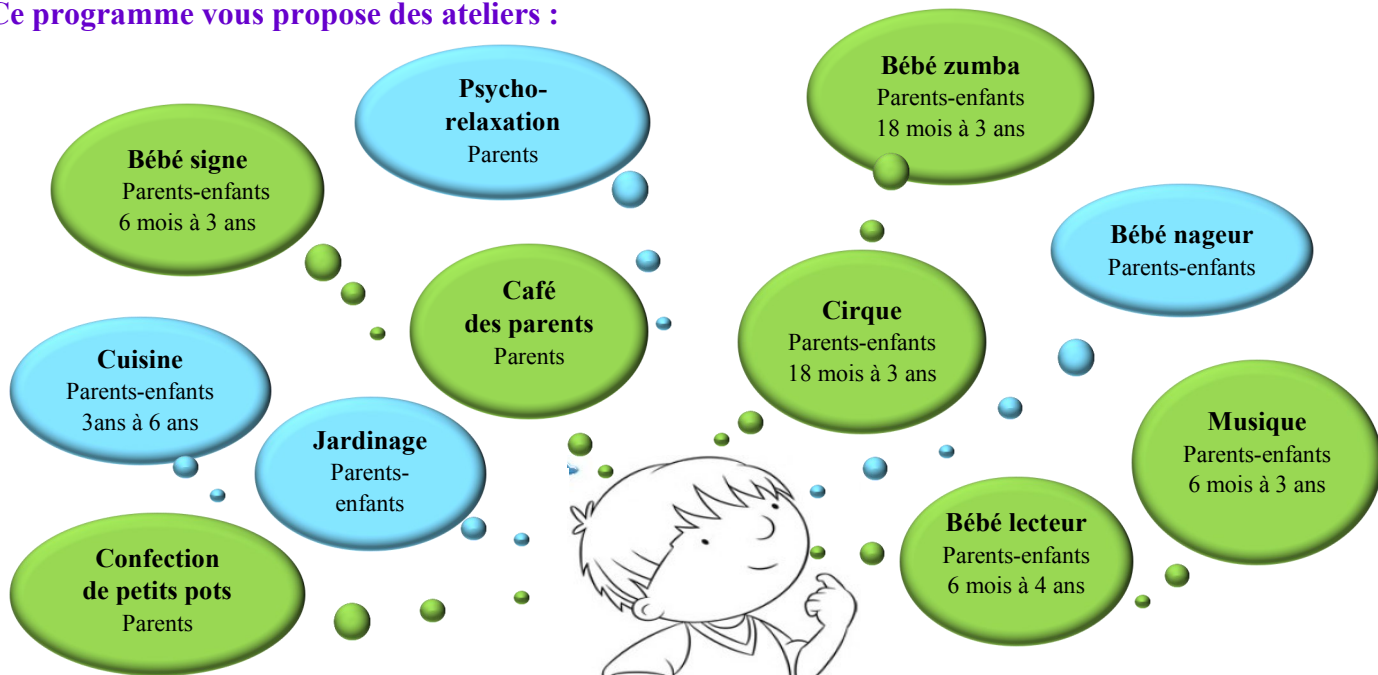 Ce programme vous propose des ateliers :
Psycho-
relaxation
Parents
Bébé zumba
Parents-enfants
18 mois à 3 ans
Bébé signe
Parents-enfants
6 mois à 3 ans
Bébé nageur
Parents-enfants
Café
des parents
Parents
Cirque
Parents-enfants
18 mois à 3 ans
Cuisine
Parents-enfants
3ans à 6 ans
Jardinage
Parents-
enfants
Musique
Parents-enfants
6 mois à 3 ans
Bébé lecteur
Parents-enfants
6 mois à 4 ans
Confection
de petits pots
Parents